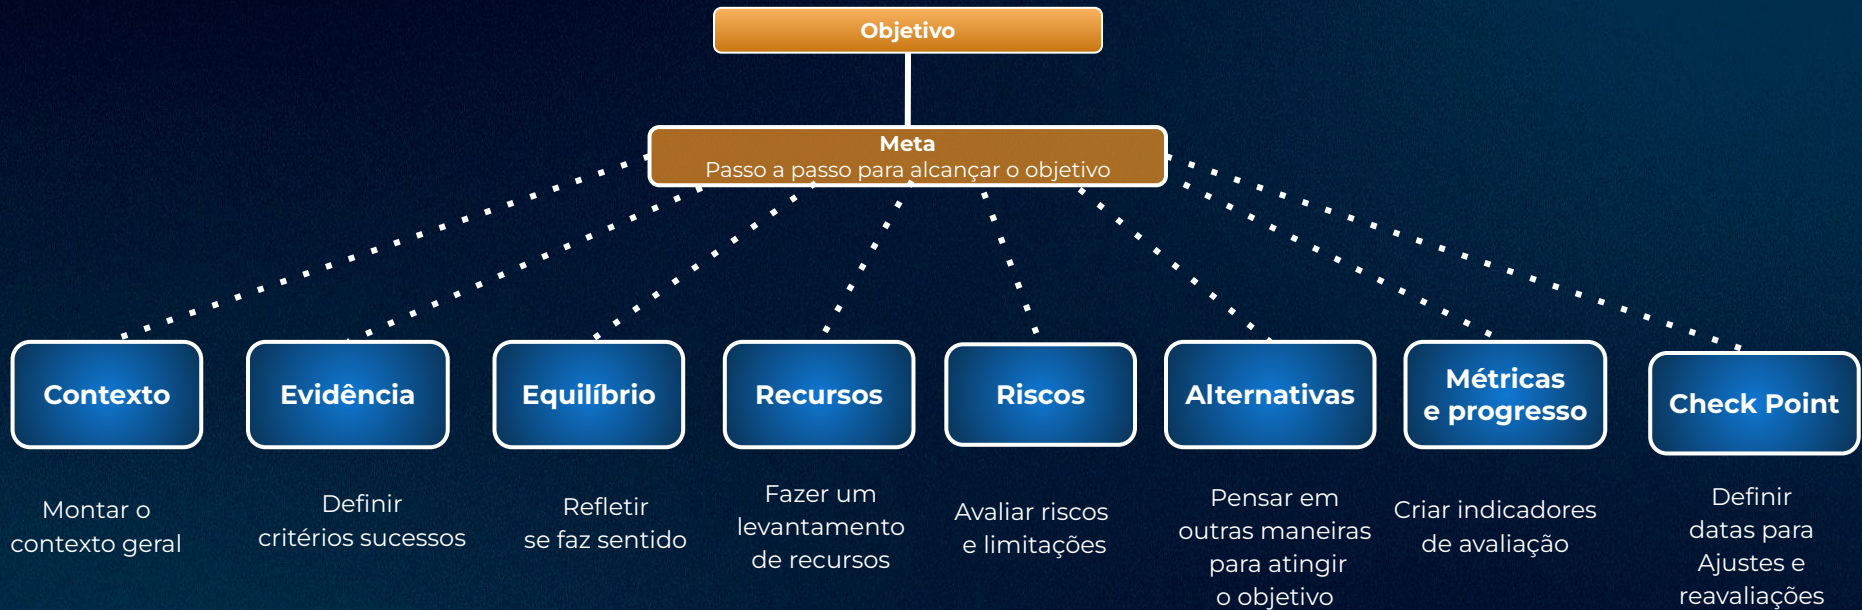 Objetivo
Meta
Passo a passo para alcançar o objetivo
Contexto
Evidência
Equilíbrio
Recursos
Riscos
Alternativas
Métricas
e progresso
Check Point
Montar o
contexto geral
Definir
critérios sucessos
Refletir
se faz sentido
Fazer um
levantamento
de recursos
Avaliar riscos
e limitações
Pensar em
outras maneiras
para atingir
o objetivo
Criar indicadores
de avaliação
Definir
datas para
Ajustes e
reavaliações